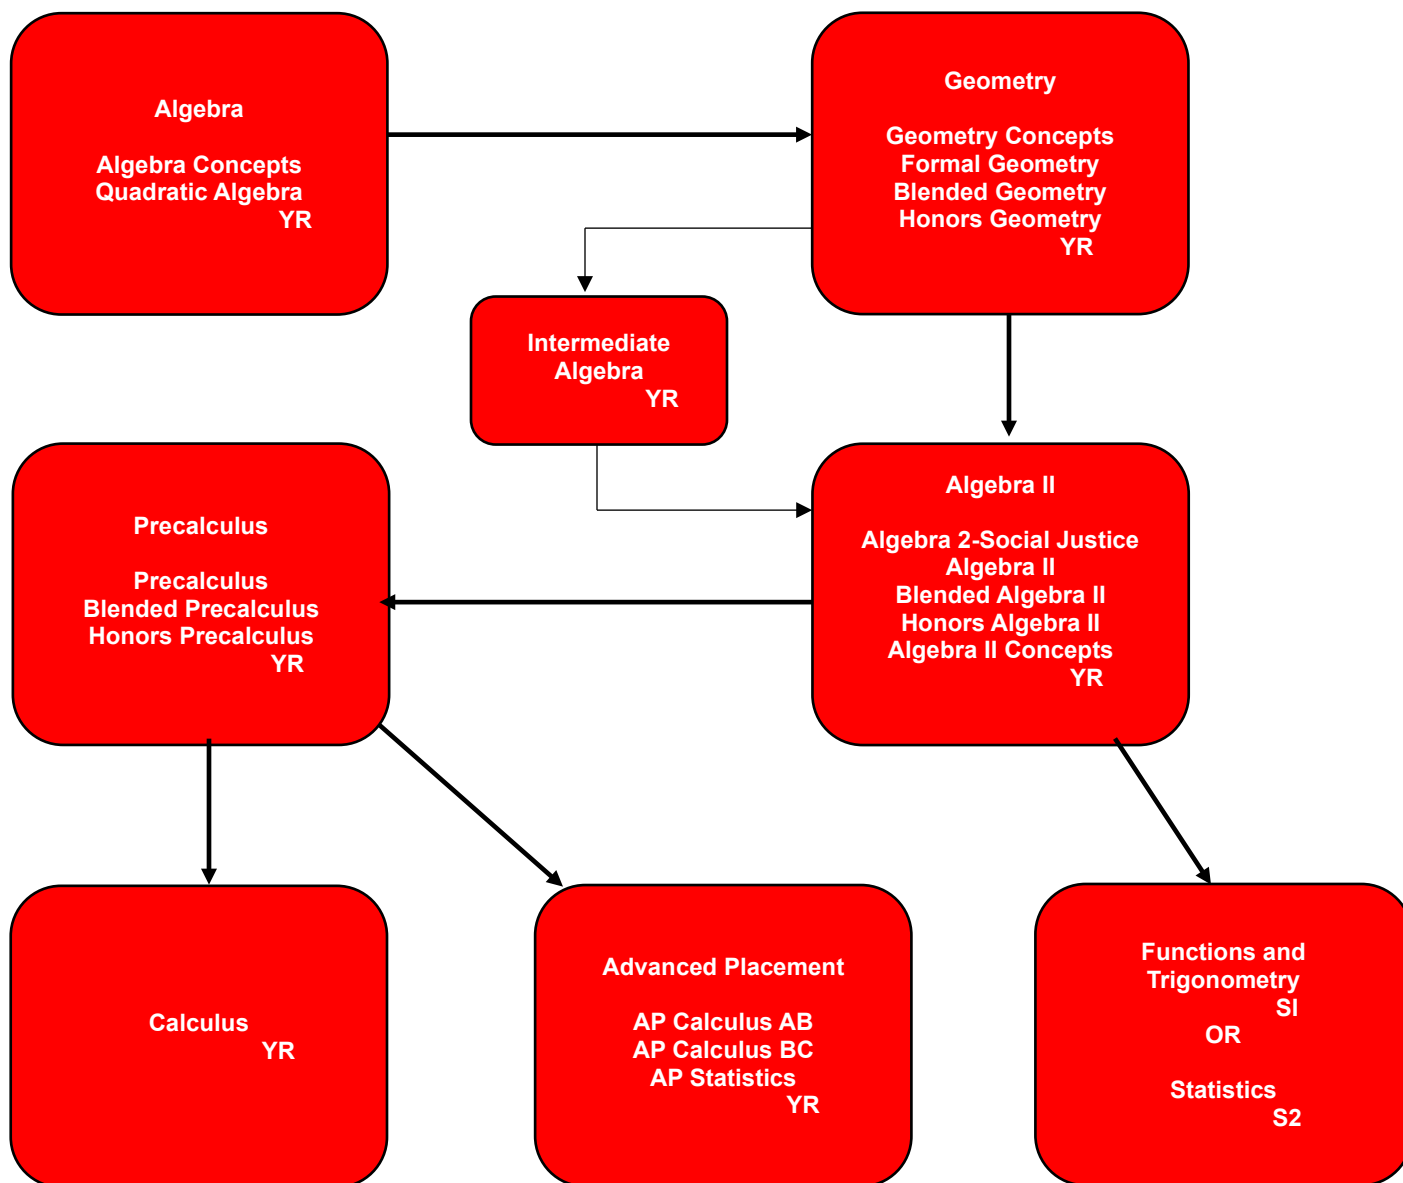 Algebra
Algebra Concepts
Quadratic Algebra
YR
Geometry
Geometry Concepts
Formal Geometry
Blended Geometry
Honors Geometry
YR
Intermediate
Algebra
YR
Precalculus
Precalculus
Blended Precalculus
Honors Precalculus
YR
Algebra II
Algebra 2-Social Justice
Algebra II
Blended Algebra II
Honors Algebra II
Algebra II Concepts
YR
Calculus
YR
Advanced Placement
AP Calculus AB
AP Calculus BC
AP Statistics
YR
Functions and
Trigonometry
SI
OR
Statistics
S2